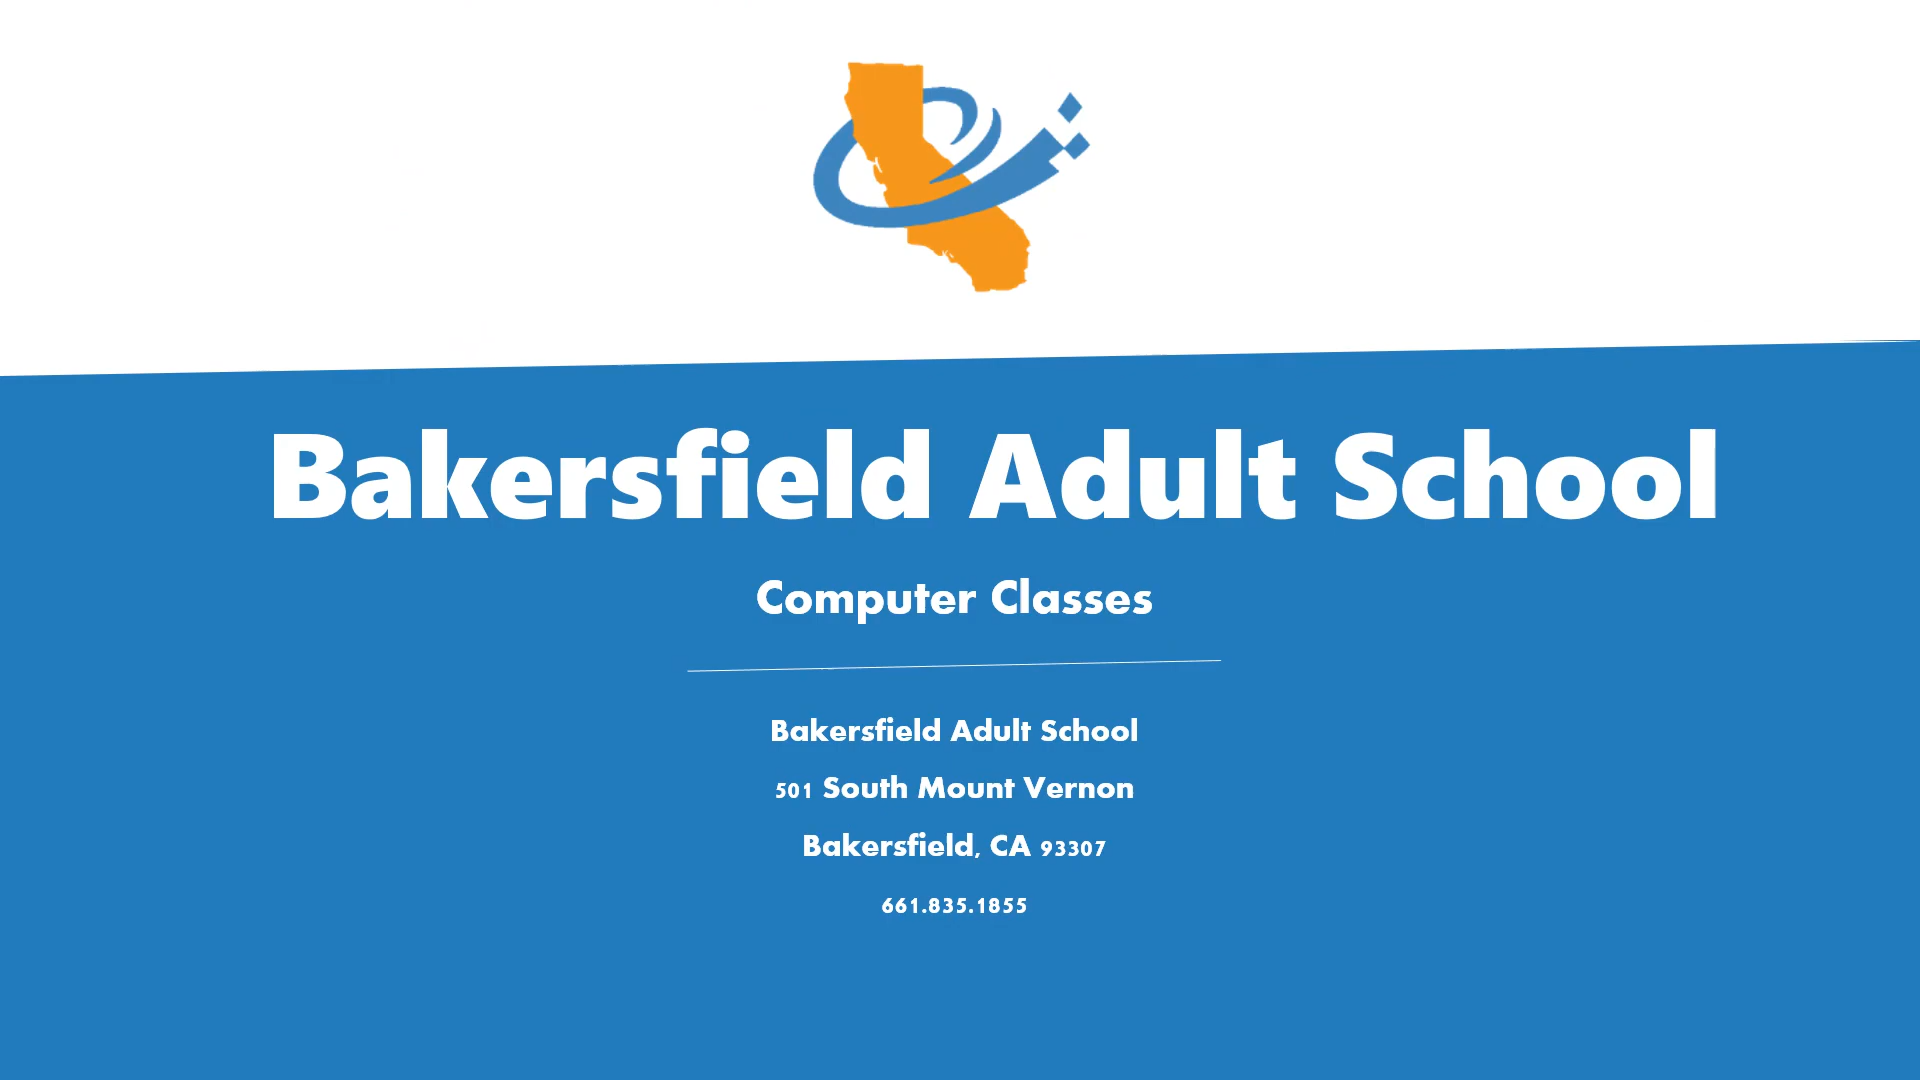 Bakersfield Adult School
Computer Classes
Bakersfield Adult School
501 South Mount Vernon
Bakersfield, CA 93307
661.835.1855